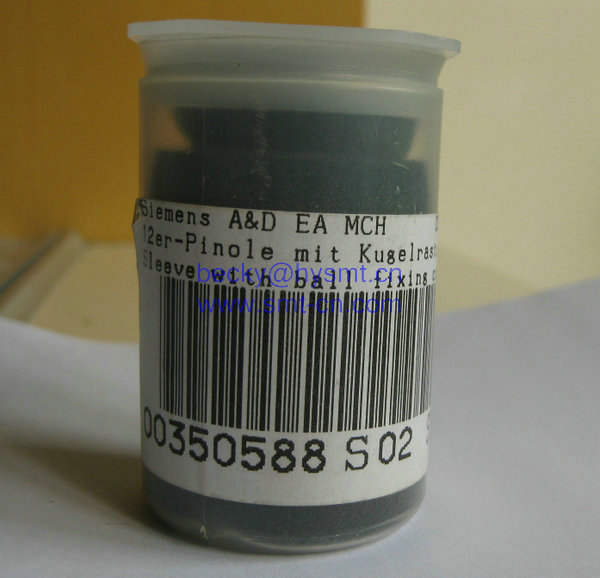 Siemens A&D EA MCH
12er-Pinole mit Kugelrast
Sleeve with ball fixing
becky@hysmt.cn
www.smt-cn.com
00350588 S 02